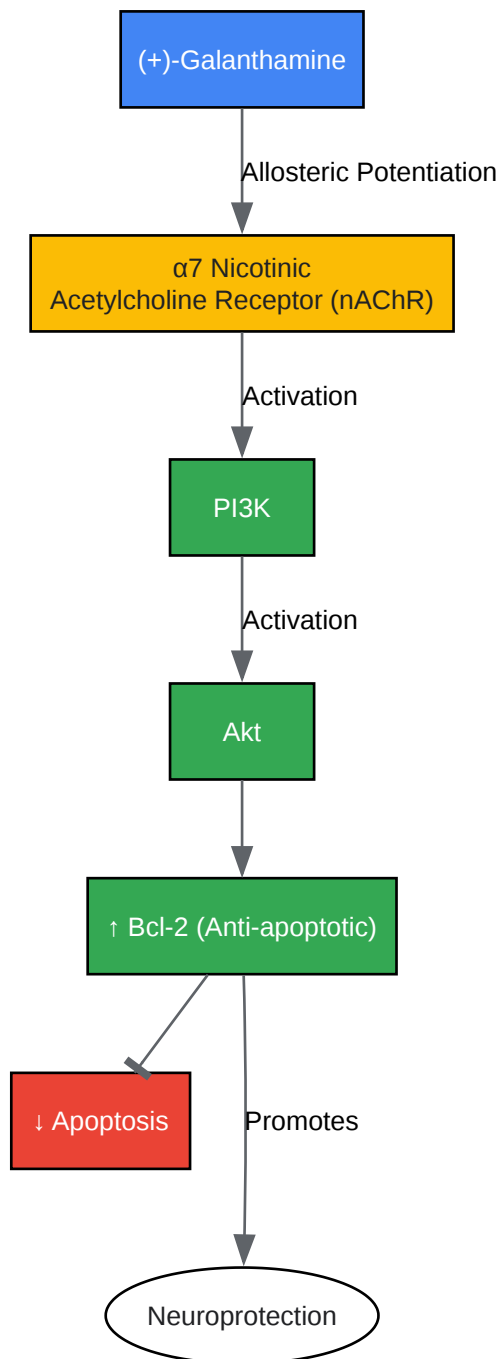 (+)-Galanthamine
Allosteric Potentiation
α7 Nicotinic
Acetylcholine Receptor (nAChR)
Activation
PI3K
Activation
Akt
↑ Bcl-2 (Anti-apoptotic)
↓ Apoptosis
Promotes
Neuroprotection